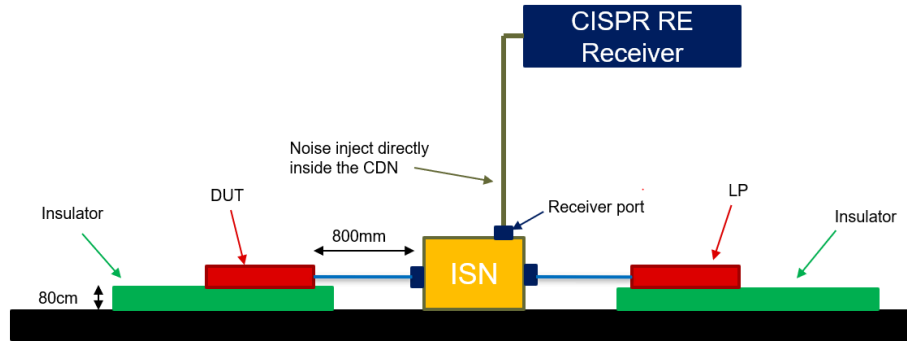 CISPR RE
Receiver
Noise inject directly
inside the CDN
DUT
LP
Insulator
800mm
Receiver port
Insulator
ISN
80cm